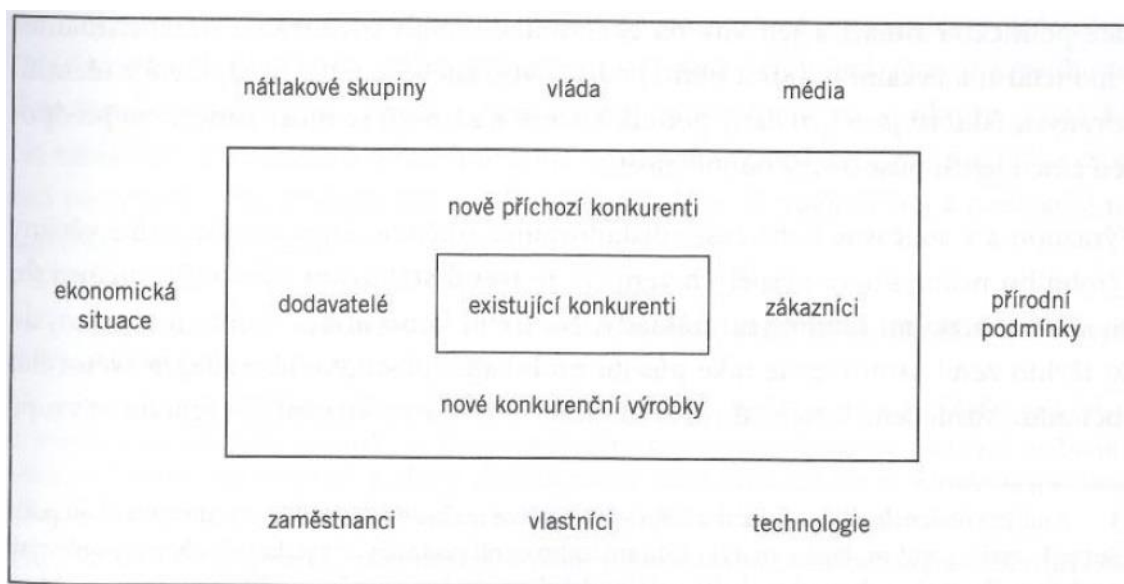 nátlakové skupiny vláda média
nově příchozí konkurenti
ekonomická situace
dodavatelé existující konkurenti zákazníci
přírodní podmínky
nové konkurenční výrobky
zaměstnanci vlastníci technologie